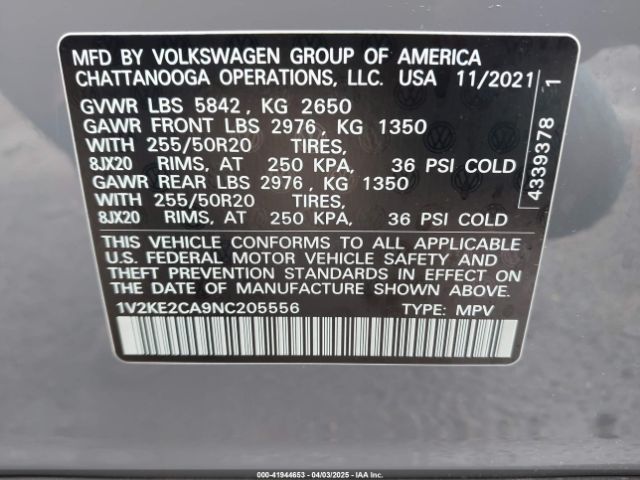 MFD BY VOLKSWAGEN GROUP OF AMERICA
CHATTANOOGA OPERATIONS, LLC. USA 11/2021
GVWR LBS 5842, KG 2650
GAWR FRONT LBS 2976, KG 1350
WITH 255/50R20 TIRES,
8JX20 RIMS, AT 250 KPA, 36 PSI COLD
GAWR REAR LBS 2976, KG 1350
WITH 255/50R20 TIRES,
8JX20 RIMS, AT 250 KPA, 36 PSI COLD
THIS VEHICLE CONFORMS TO ALL APPLICABLE
U.S. FEDERAL MOTOR VEHICLE SAFETY AND
THEFT PREVENTION STANDARDS IN EFFECT ON
THE DATE OF MANUFACTURE SHOWN ABOVE.
1V2KE2CA9NC205556 TYPE: MPV
4339378 1
000-41944653 - 04/03/2025 - IAA Inc.